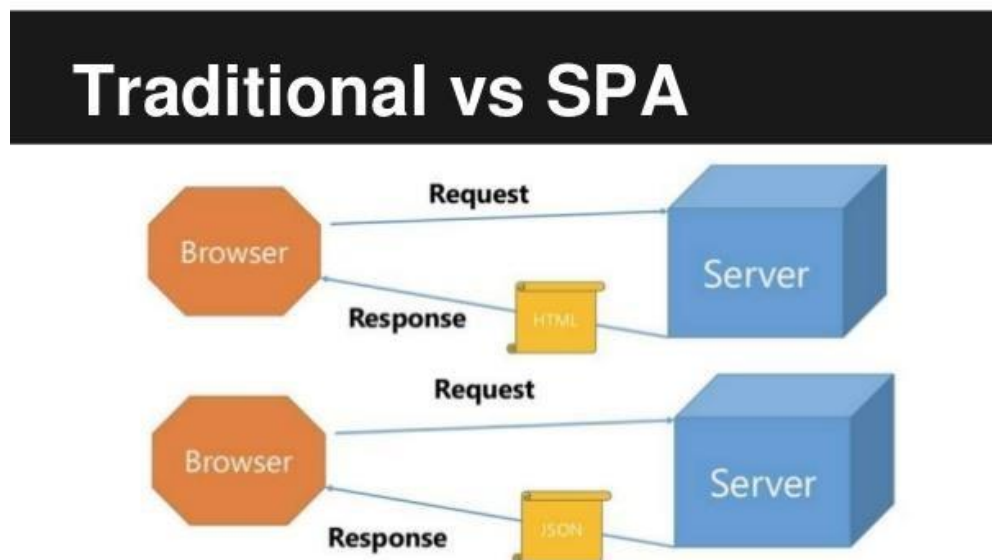 Traditional vs SPA
Request
Browser
Server
HTML
Response
Request
Browser
Server
JSON
Response